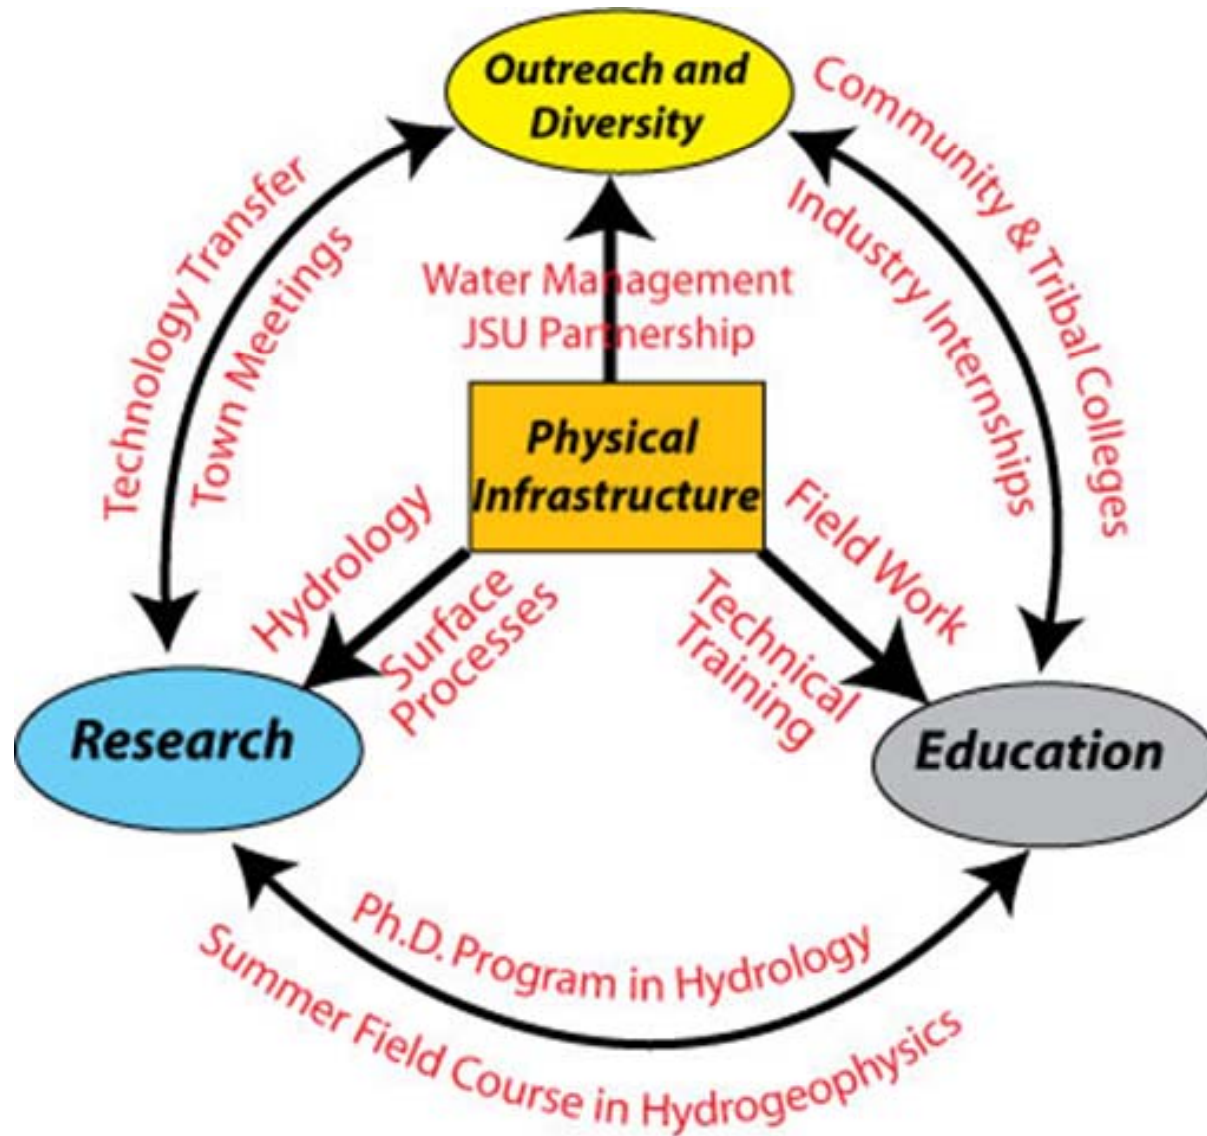 Outreach and
Diversity
Technology Transfer
Town Meetings
Community & Tribal Colleges
Industry Internships
Water Management
JSU Partnership
Physical
Infrastructure
Hydrology
Surface
Processes
Field Work
Technical
Training
Research
Education
Ph.D. Program in Hydrology
Summer Field Course in Hydrogeophysics